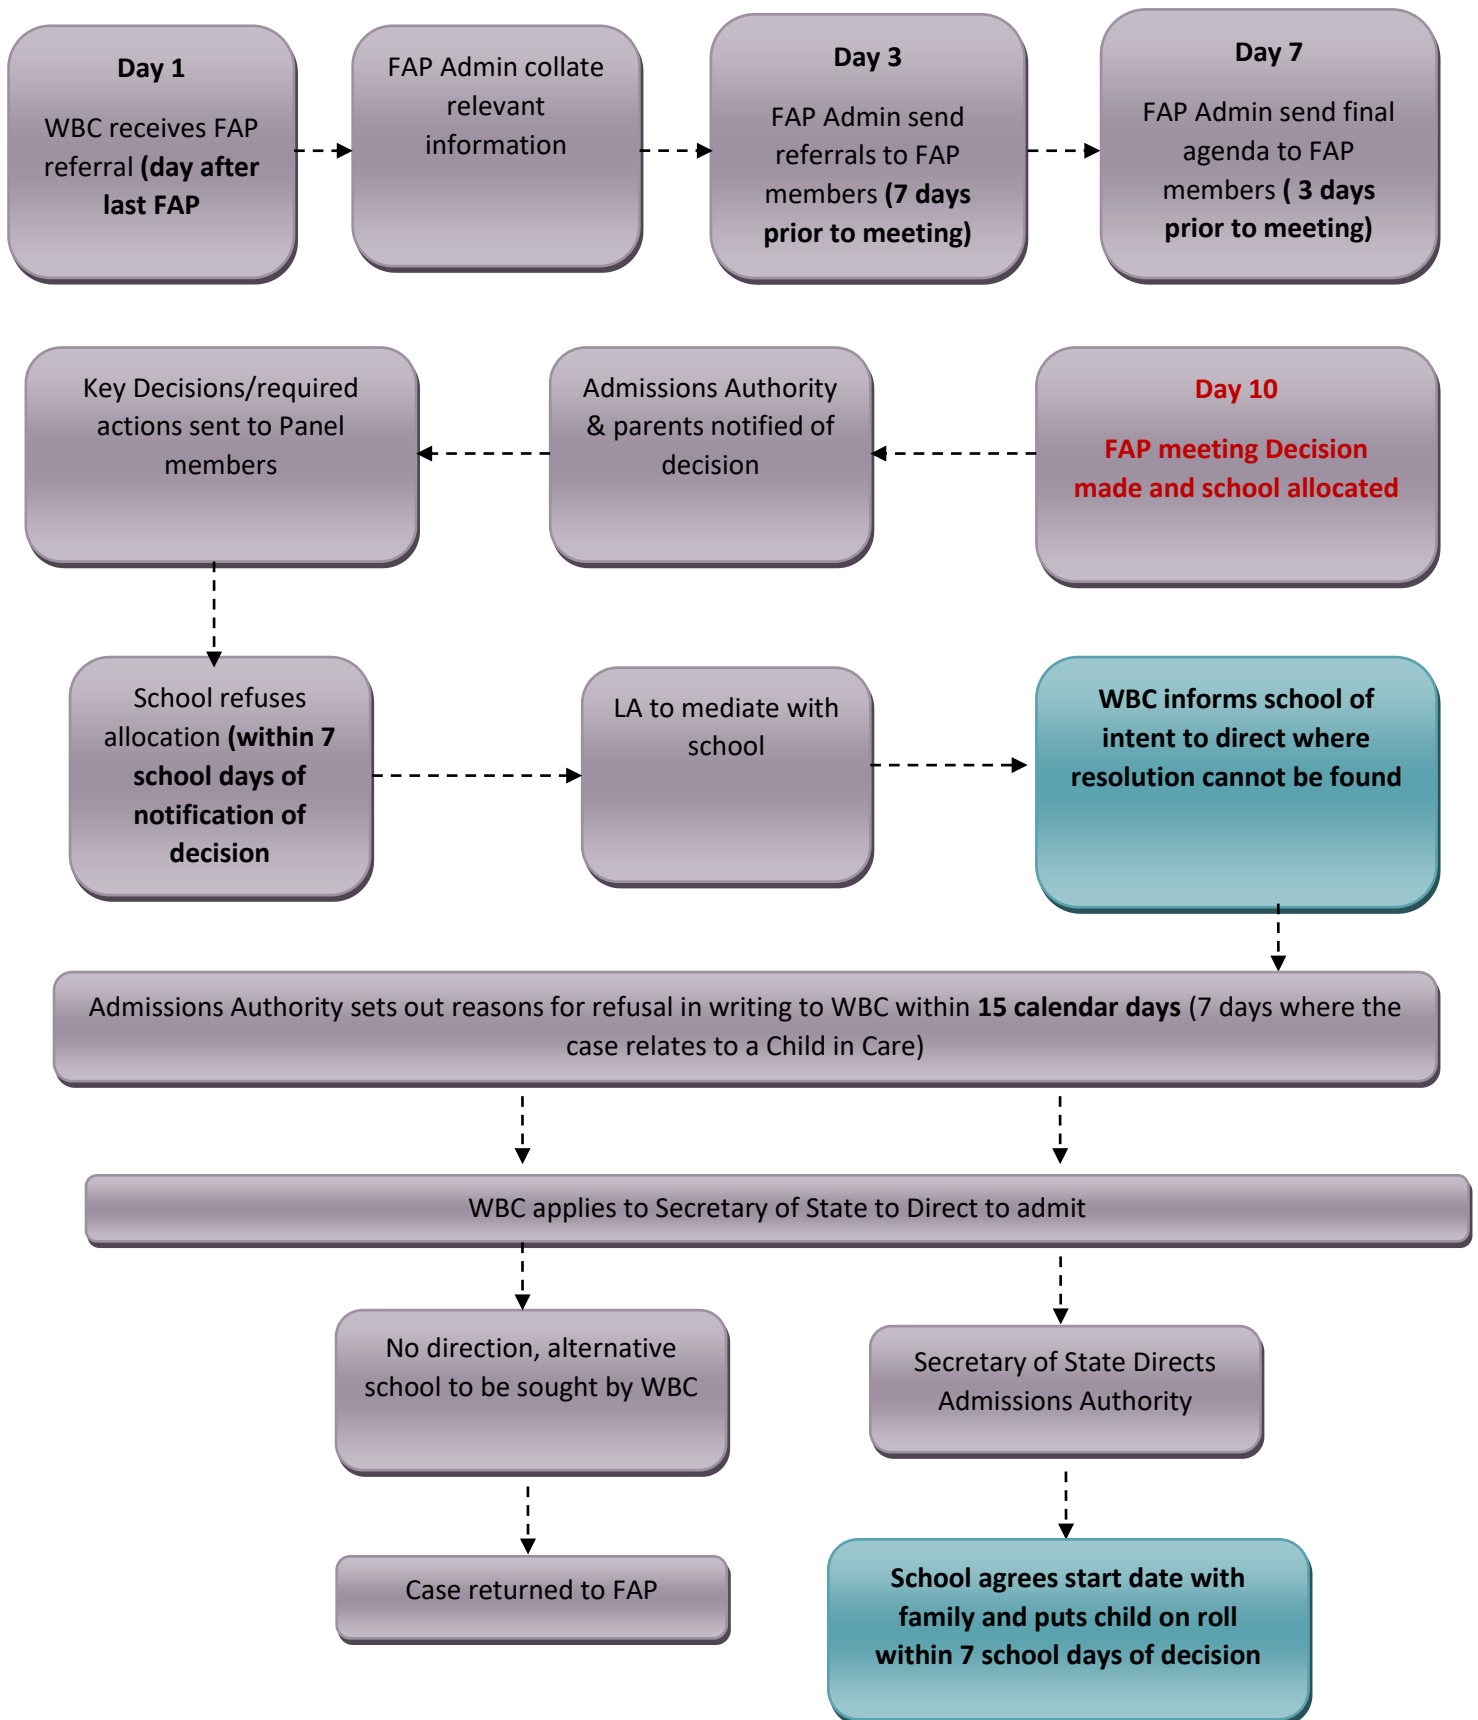 Day 1
WBC receives FAP
referral (day after
last FAP
FAP Admin collate
relevant
information
Day 3
FAP Admin send
referrals to FAP
members (7 days
prior to meeting)
Day 7
FAP Admin send final
agenda to FAP
members ( 3 days
prior to meeting)
Day 10
FAP meeting Decision
made and school allocated
Admissions Authority
& parents notified of
decision
Key Decisions/required
actions sent to Panel
members
School refuses
allocation (within 7
school days of
notification of
decision
LA to mediate with
school
WBC informs school of
intent to direct where
resolution cannot be found
Admissions Authority sets out reasons for refusal in writing to WBC within 15 calendar days (7 days where the
case relates to a Child in Care)
WBC applies to Secretary of State to Direct to admit
No direction, alternative
school to be sought by WBC
Secretary of State Directs
Admissions Authority
Case returned to FAP
School agrees start date with
family and puts child on roll
within 7 school days of decision